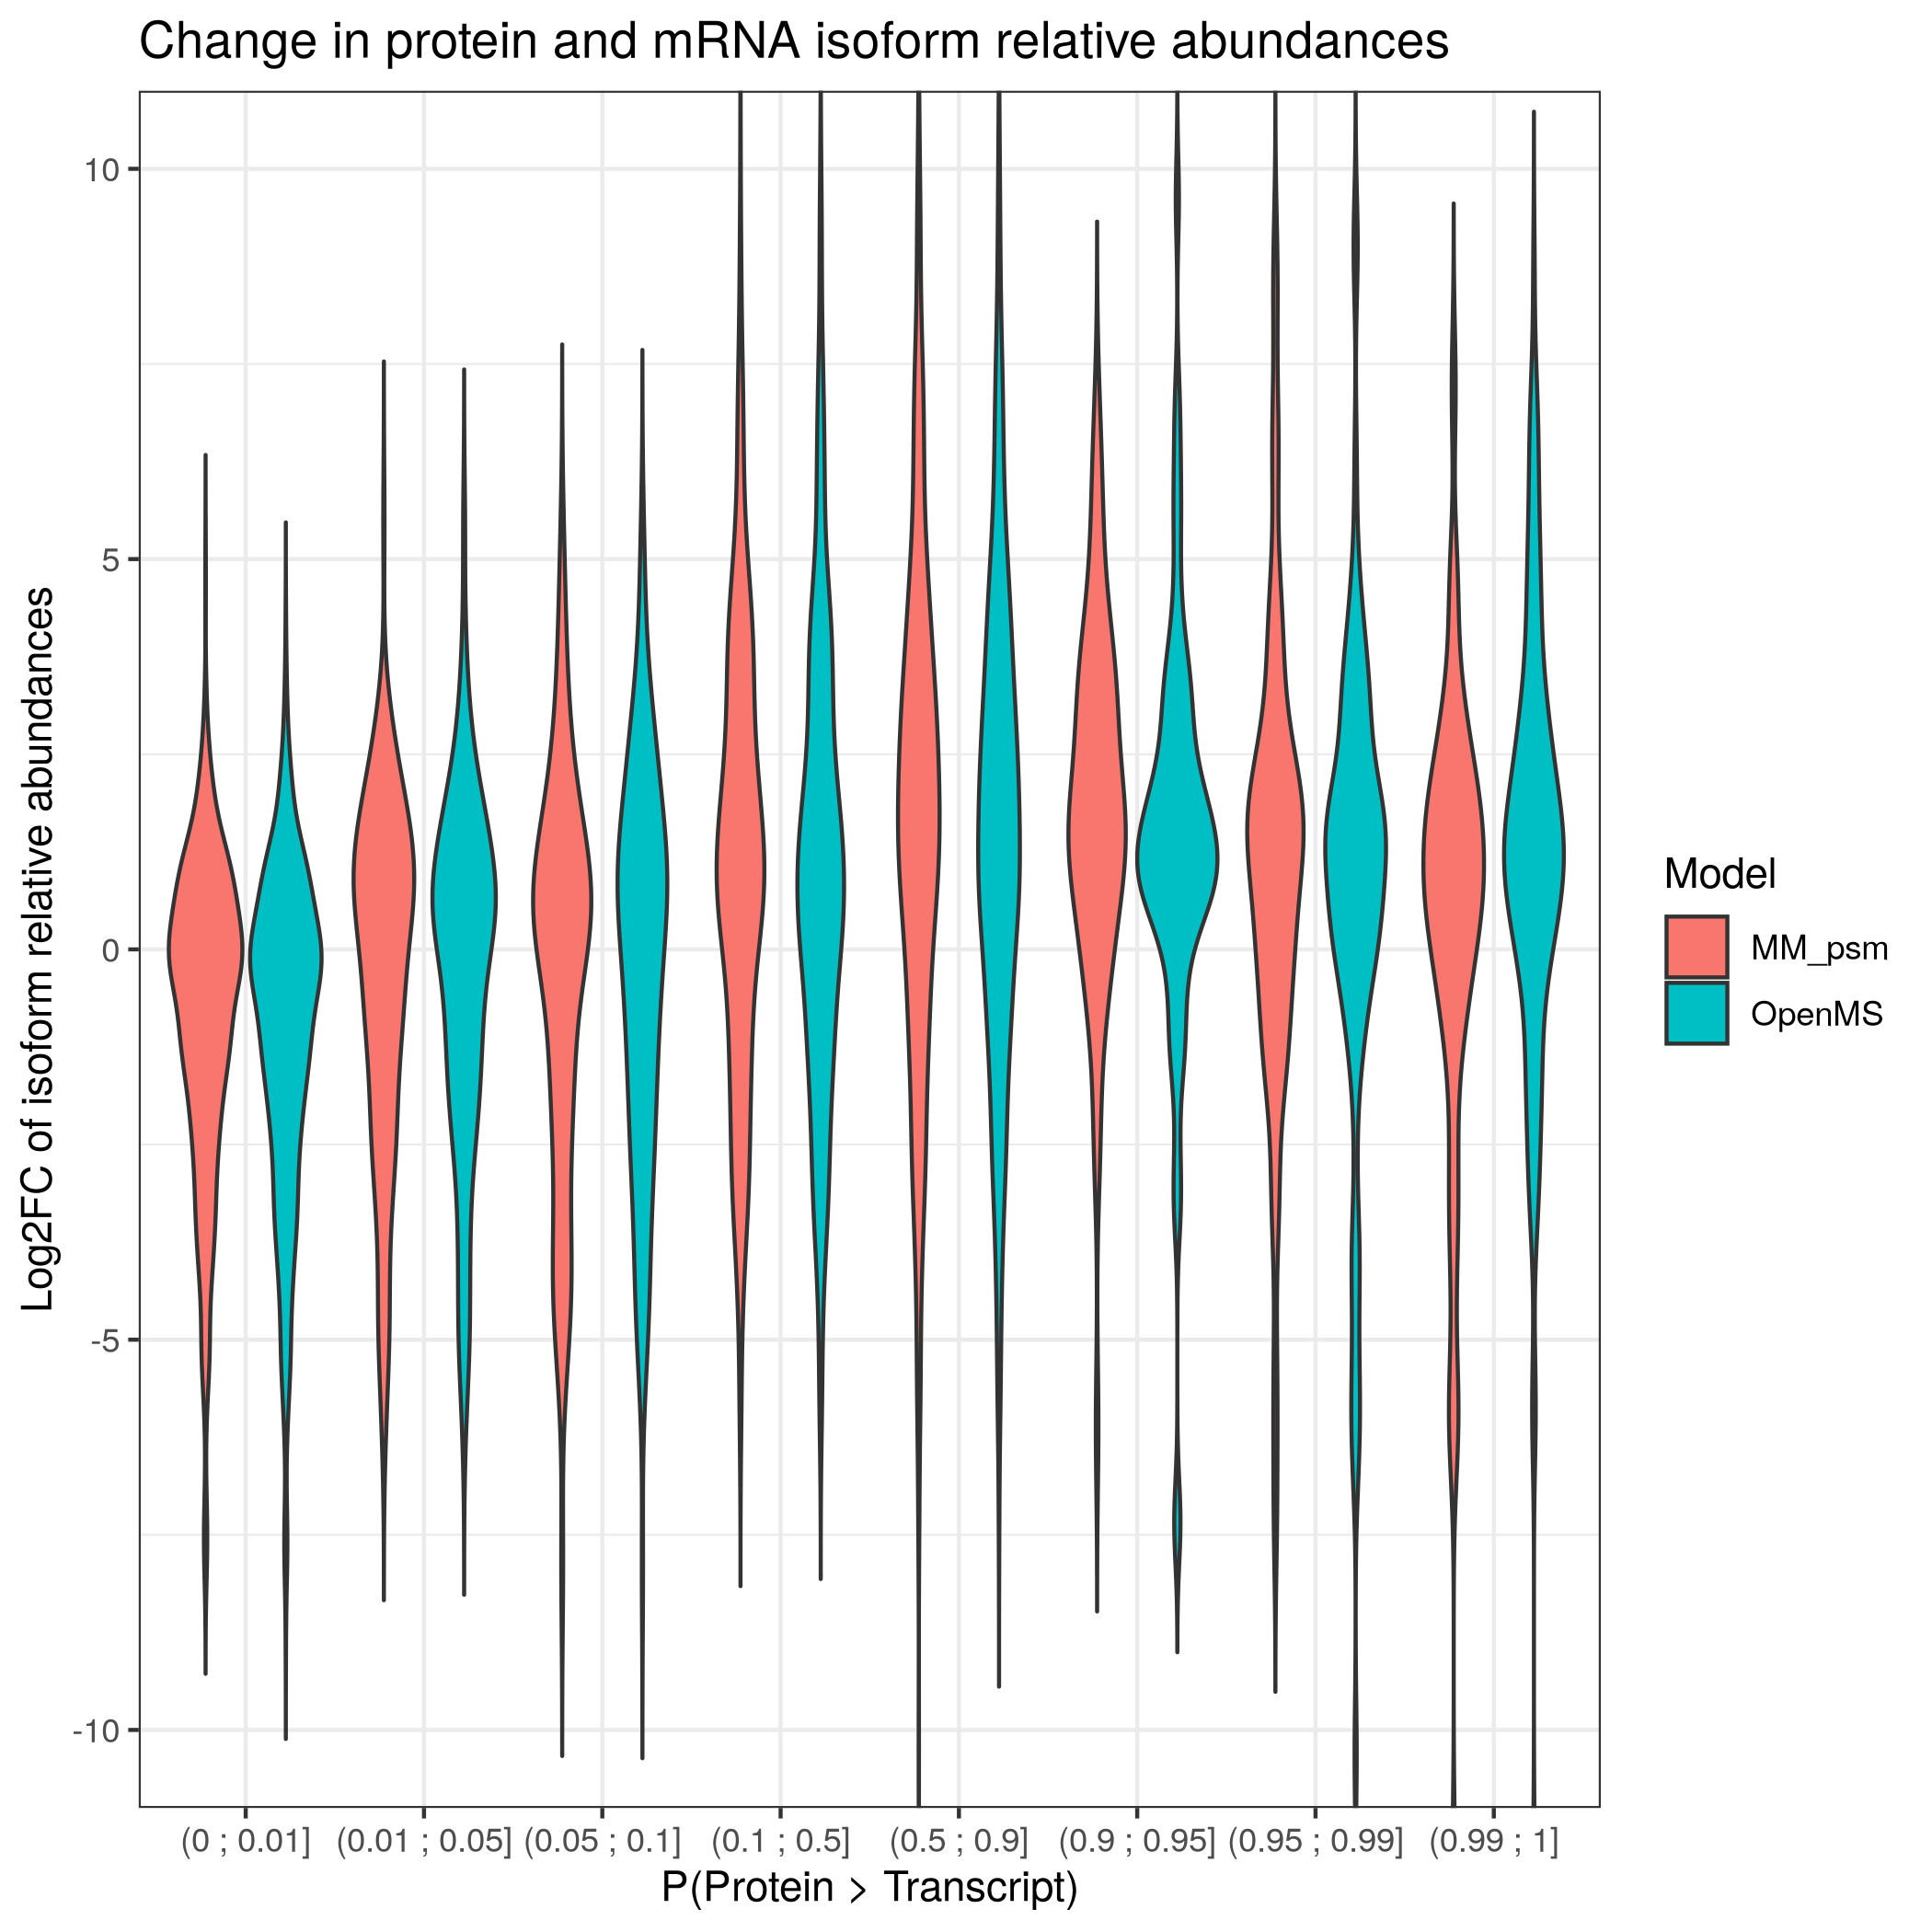 Change in protein and mRNA isoform relative abundances
Log2FC of isoform relative abundances
10
5
0
-5
-10
(0 ; 0.01]
(0.01 ; 0.05]
(0.05 ; 0.1]
(0.1 ; 0.5]
(0.5 ; 0.9]
(0.9 ; 0.95]
(0.95 ; 0.99]
(0.99 ; 1]
P(Protein > Transcript)
Model
MM_psm
OpenMS